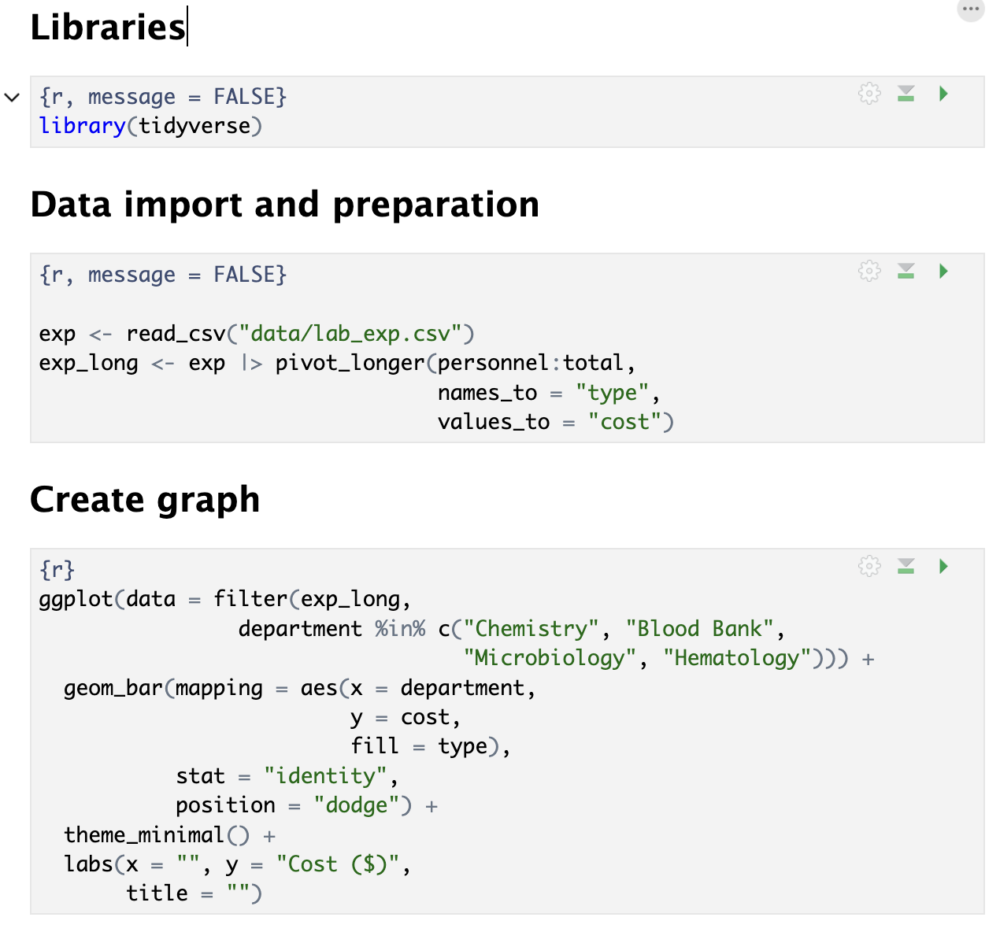 Libraries
{r, message = FALSE}
library(tidyverse)
Data import and preparation
{r, message = FALSE}
exp <- read_csv("data/lab_exp.csv")
exp_long <- exp |> pivot_longer(personnel:total,
names_to = "type",
values_to = "cost")
Create graph
{r}
ggplot(data = filter(exp_long,
department %in% c("Chemistry", "Blood Bank",
"Microbiology", "Hematology"))) +
geom_bar(mapping = aes(x = department,
y = cost,
fill = type),
stat = "identity",
position = "dodge") +
theme_minimal() +
labs(x = "", y = "Cost ($)",
title = "")